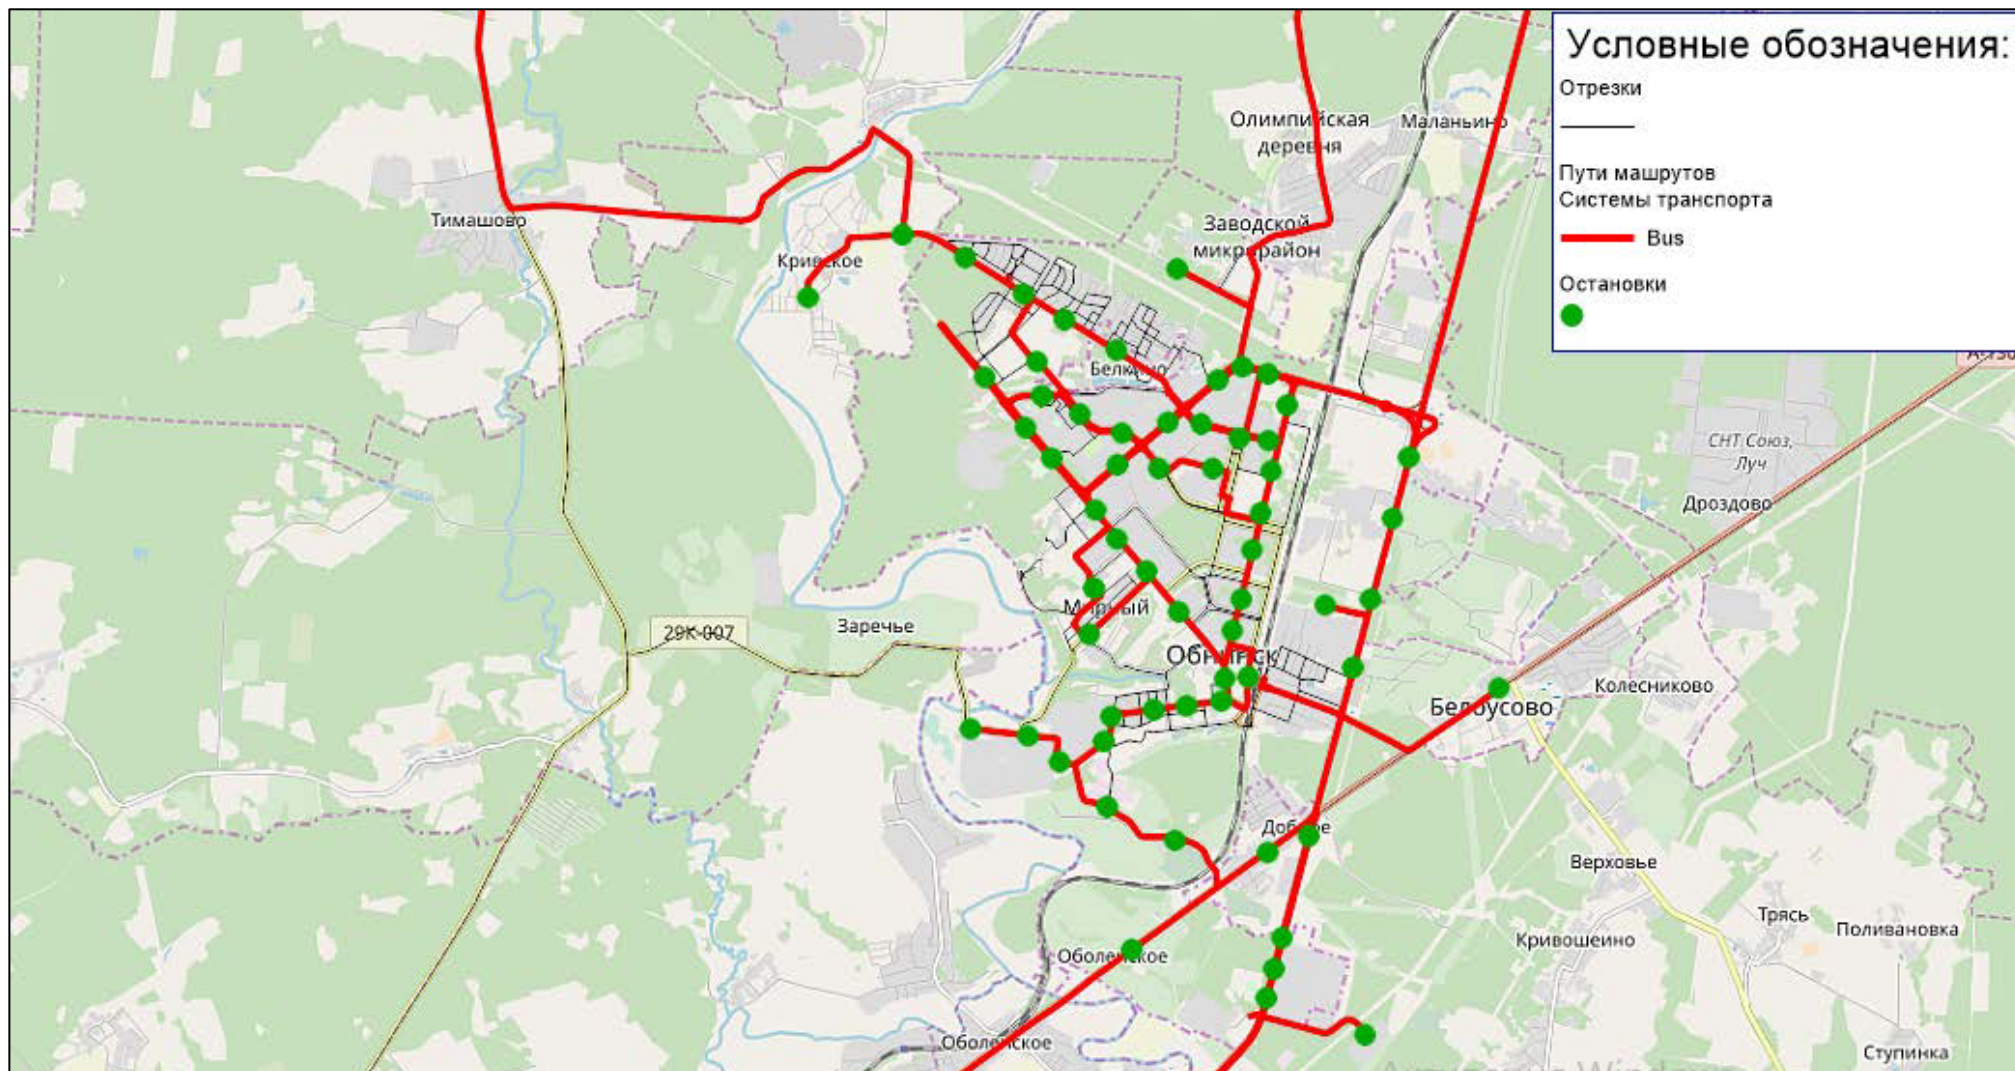 Условные обозначения:
Отрезки
Пути машрутов
Системы транспорта
Bus
Остановки
Олимпийская
деревня
Маланьино
Тимашово
Заводской
микрорайон
Кривское
Белкино
СНТ Союз,
Луч
Дроздово
Мирный
29К-007
Заречье
Обнинск
Колесниково
Белоусово
Доброе
Верховье
Трясь
Поливановка
Кривошеино
Оболенское
Оболенское
Ступинка